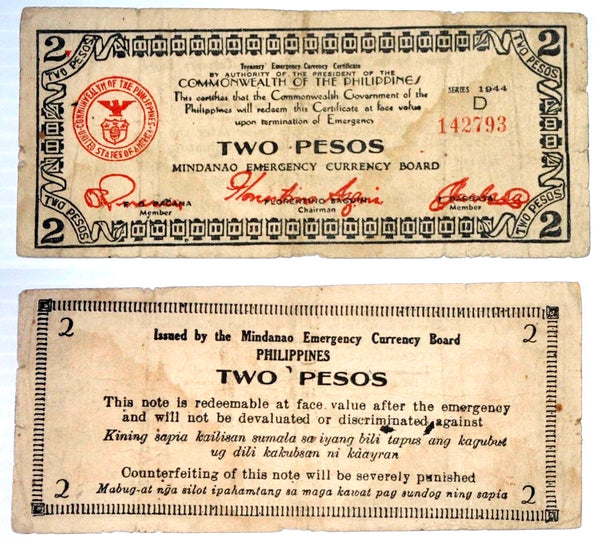 2 2
TWO PESOS TWO PESOS
Treasury Emergency Currency Certificate
BY AUTHORITY OF THE PRESIDENT OF THE
COMMONWEALTH OF THE PHILIPPINES
This certifies that the Commonwealth Government of the
Philippines will redeem this Certificate at face value
upon termination of Emergency
SERIES 1944
D
142793
COMMONWEALTH OF THE PHILIPPINES
UNITED STATES OF AMERICA
TWO PESOS
MINDANAO EMERGENCY CURRENCY BOARD
FLORENTINO SAGUIN
Member Chairman Member
TWO PESOS TWO PESOS
2 2
2 2
Issued by the Mindanao Emergency Currency Board
PHILIPPINES
TWO PESOS
This note is redeemable at face value after the emergency
and will not be devaluated or discriminated against
Kining sapia kailisan sumala sa iyang bili tapus ang kagubut
ug dili kakubsan ni kaayran
Counterfeiting of this note will be severely punished
Mabug-at nga silot ipahamtang sa maga kawat pag sundog ning sapia
2 2